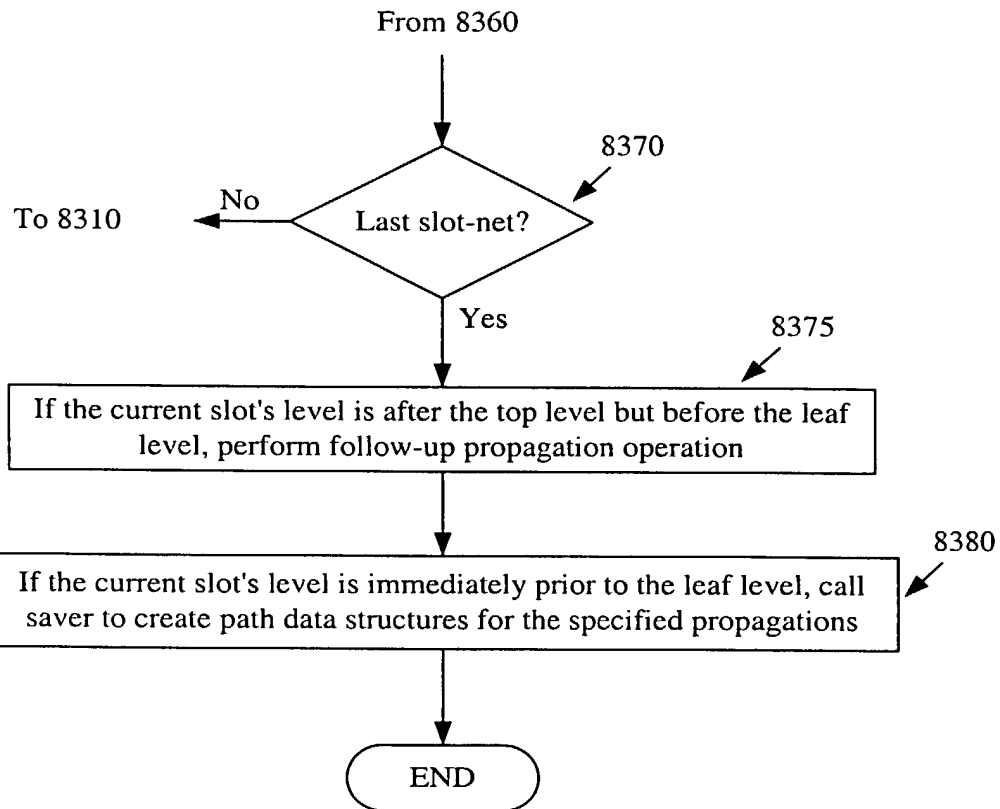 From 8360
8370
No
To 8310
Last slot-net?
Yes
8375
If the current slot's level is after the top level but before the leaf
level, perform follow-up propagation operation
8380
If the current slot's level is immediately prior to the leaf level, call
saver to create path data structures for the specified propagations
END